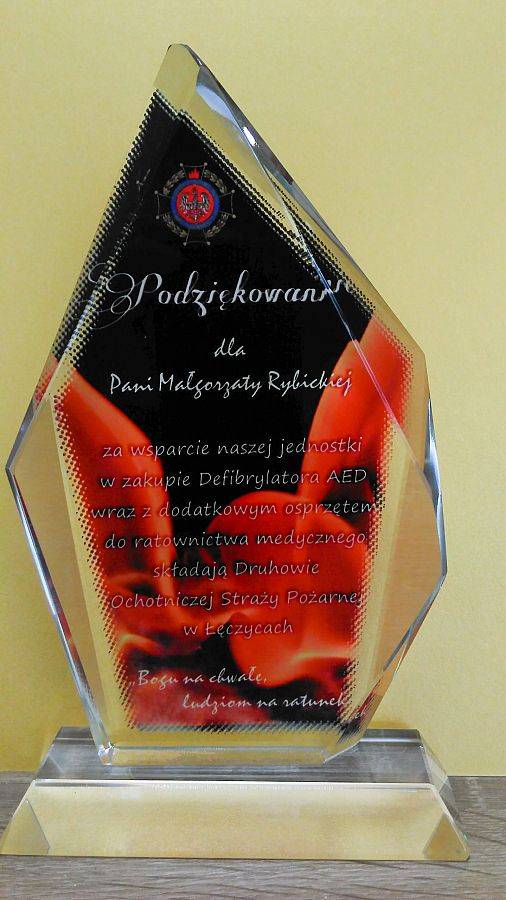 Podziękowanie
dla
Pani Małgorzaty Rybickiej
za wsparcie naszej jednostki
w zakupie Defibrylatora AED
wraz z dodatkowym osprzętem
do ratownictwa medycznego
składają Druhowie
Ochotniczej Straży Pożarnej
w Łęczycach
„Bogu na chwałę,
ludziom na ratunek"